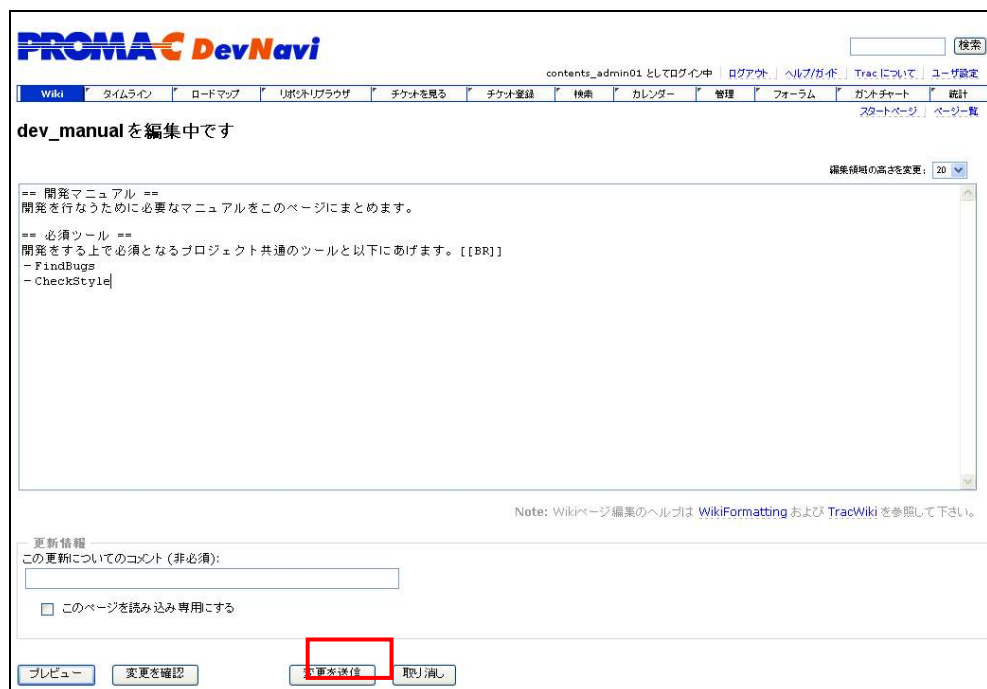 PROMA-C DevNavi
検索
contents_admin01 としてログイン中 ログアウト ヘルプ/ガイド Trac について ユーザ設定
Wiki タイムライン ロードマップ リポジトリブラウザ チケットを見る チケット登録 検索 カレンダー 管理 フォーラム ガントチャート 統計
スタートページ ページ一覧
dev_manual を編集中です
編集領域の高さを変更: 20
== 開発マニュアル ==
開発を行なうために必要なマニュアルをこのページにまとめます。
== 必須ツール ==
開発をする上で必須となるプロジェクト共通のツールと以下にあげます。[[BR]]
－FindBugs
－CheckStyle
Note: Wikiページ編集のヘルプは WikiFormatting および TracWiki を参照して下さい。
更新情報
この更新についてのコメント (非必須):
このページを読み込み専用にする
プレビュー 変更を確認 変更を送信 取り消し